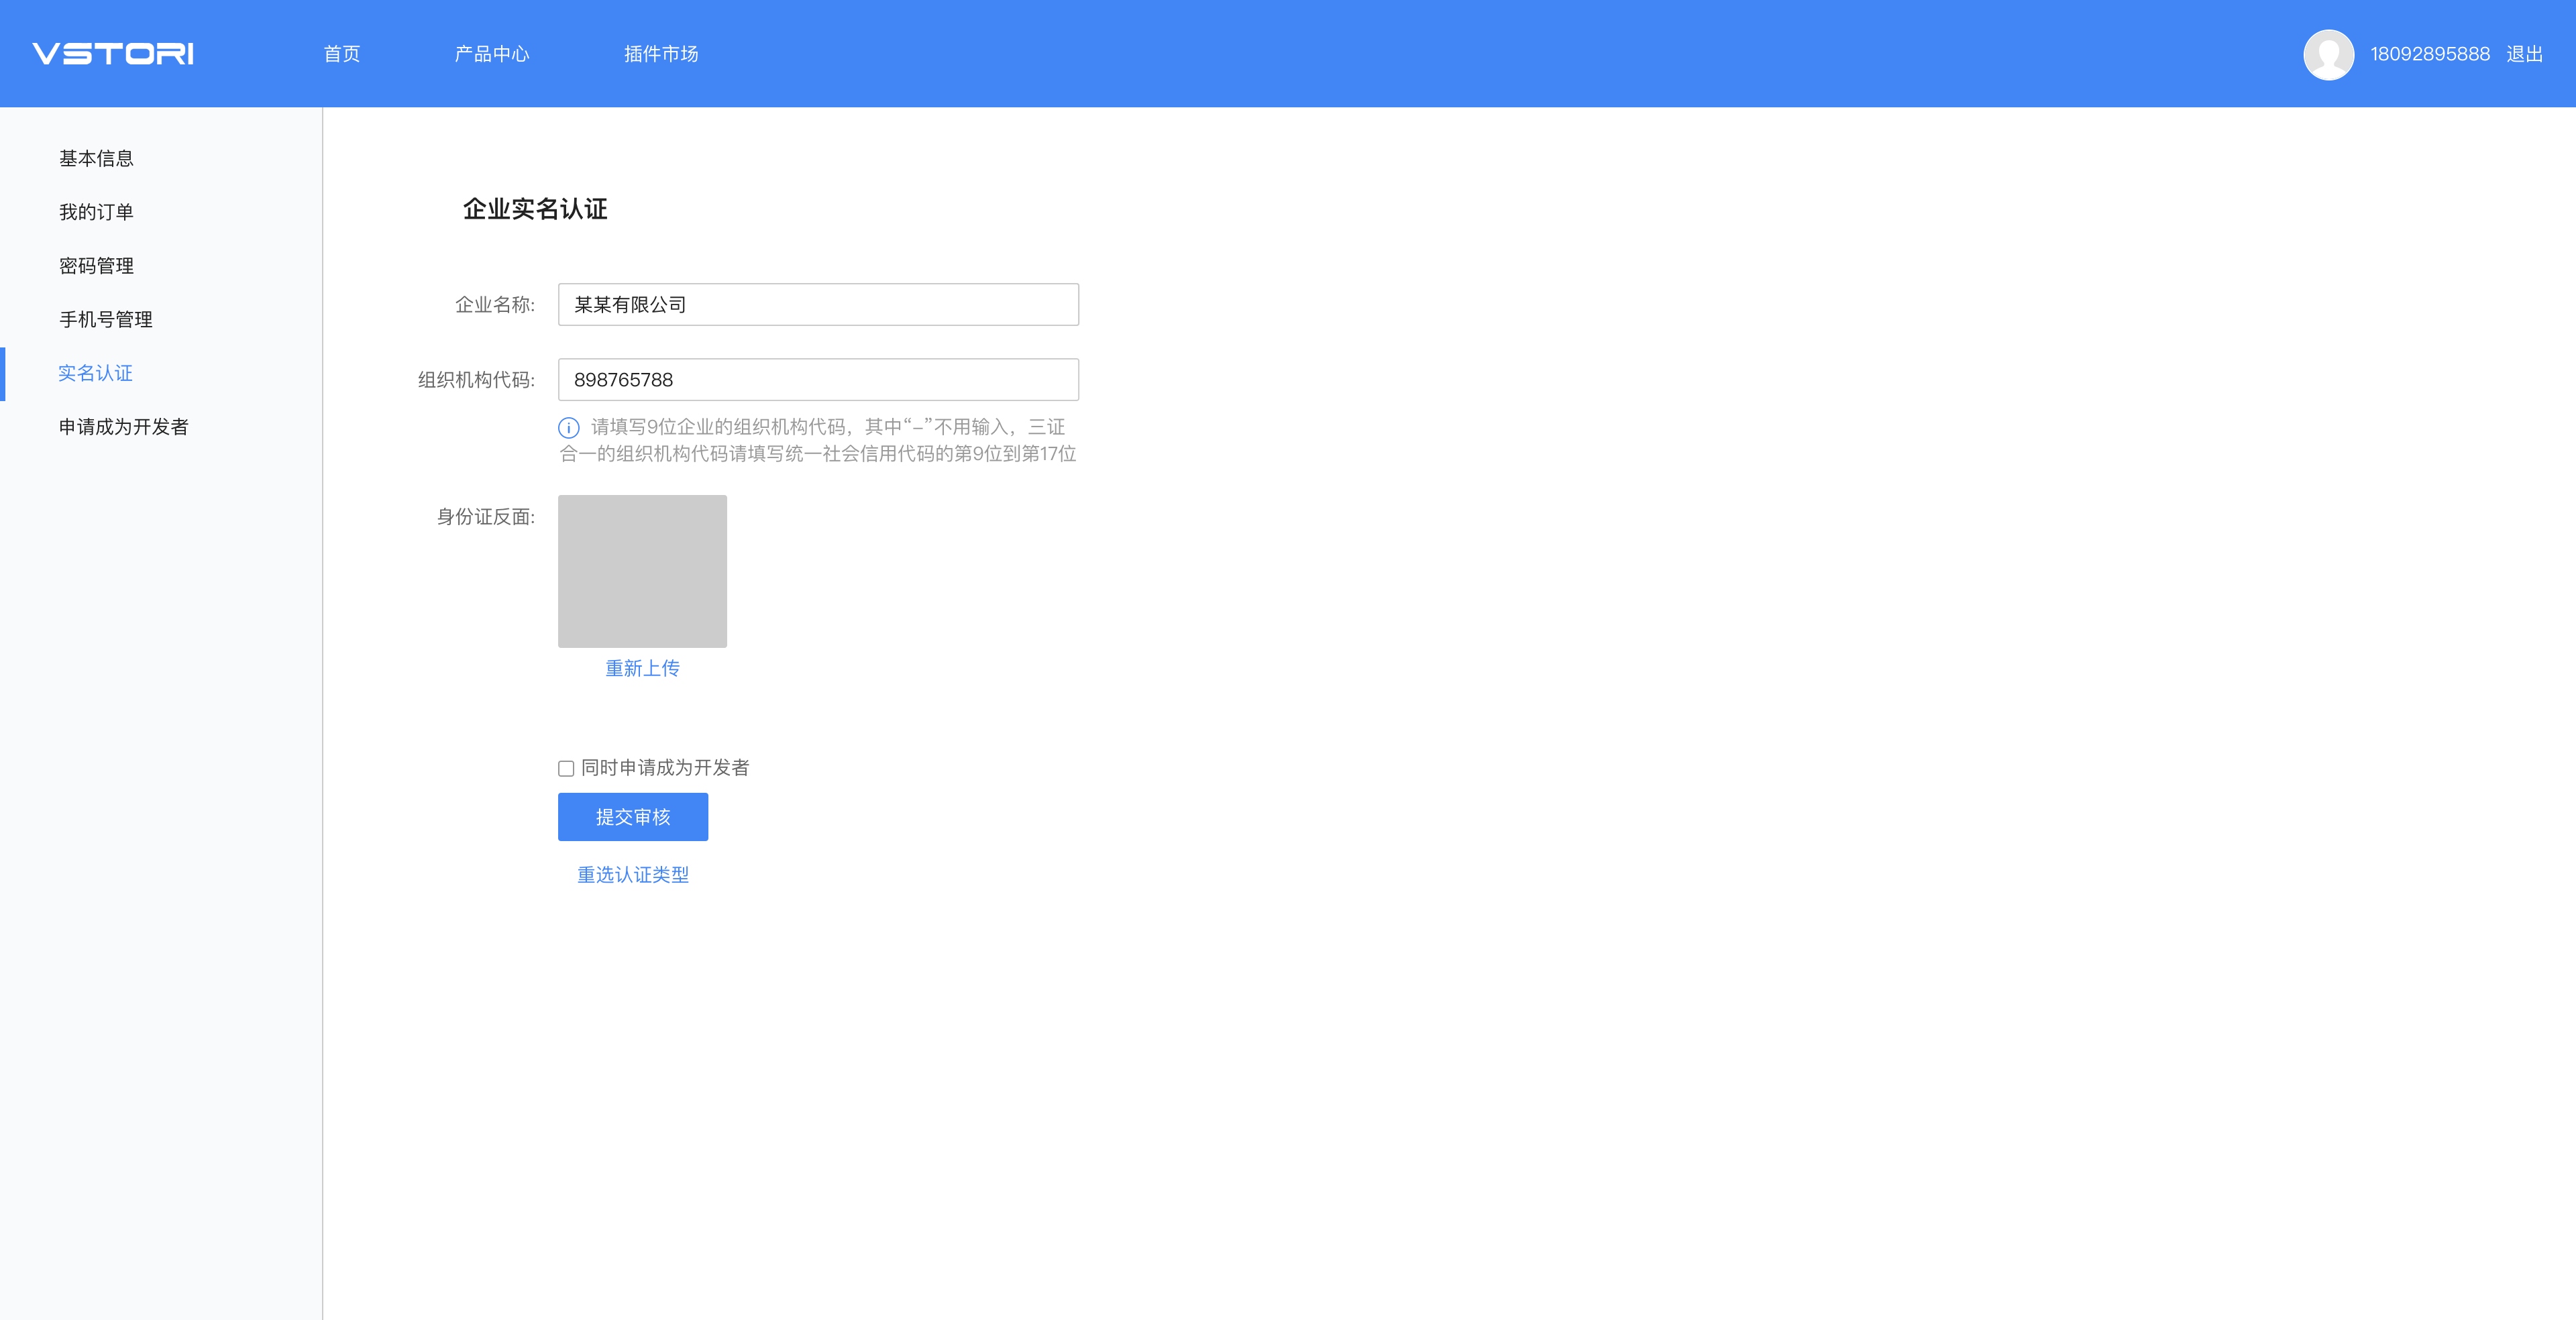 VSTORI
首页
产品中心
插件市场
18092895888
退出
基本信息
我的订单
密码管理
手机号管理
实名认证
申请成为开发者
企业实名认证
企业名称:
某某有限公司
组织机构代码:
898765788
请填写9位企业的组织机构代码，其中“-”不用输入，三证
合一的组织机构代码请填写统一社会信用代码的第9位到第17位
身份证反面:
重新上传
同时申请成为开发者
提交审核
重选认证类型